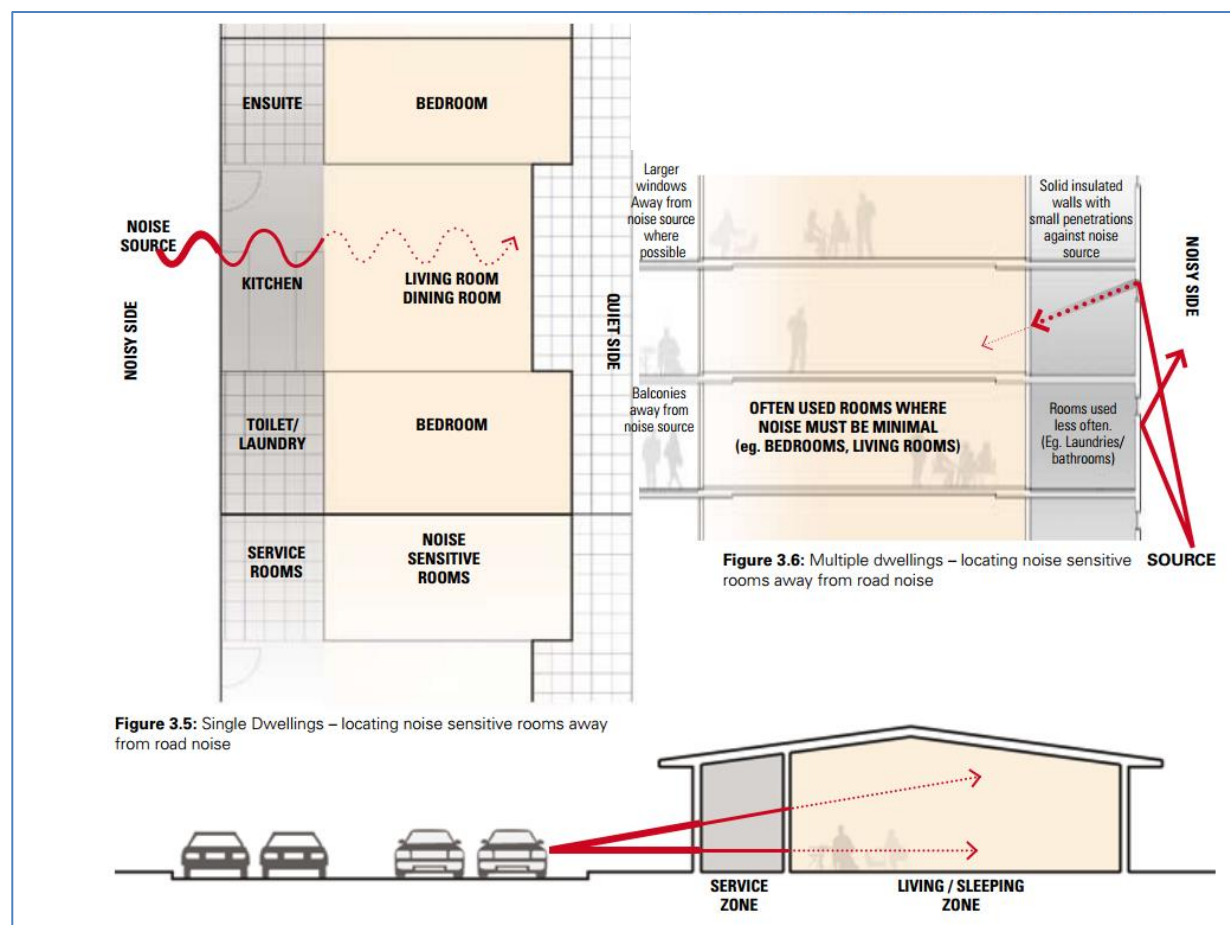 ENSUITE
BEDROOM
NOISE
SOURCE
KITCHEN
LIVING ROOM
DINING ROOM
NOISY SIDE
QUIET SIDE
TOILET/
LAUNDRY
BEDROOM
SERVICE
ROOMS
NOISE
SENSITIVE
ROOMS
Figure 3.5: Single Dwellings – locating noise sensitive rooms away
from road noise
Larger
windows
Away from
noise source
where
possible
Solid insulated
walls with
small penetrations
against noise
source
NOISY SIDE
Balconies
away from
noise source
OFTEN USED ROOMS WHERE
NOISE MUST BE MINIMAL
(eg. BEDROOMS, LIVING ROOMS)
Rooms used
less often.
(Eg. Laundries/
bathrooms)
SOURCE
Figure 3.6: Multiple dwellings – locating noise sensitive
rooms away from road noise
SERVICE
ZONE
LIVING / SLEEPING
ZONE